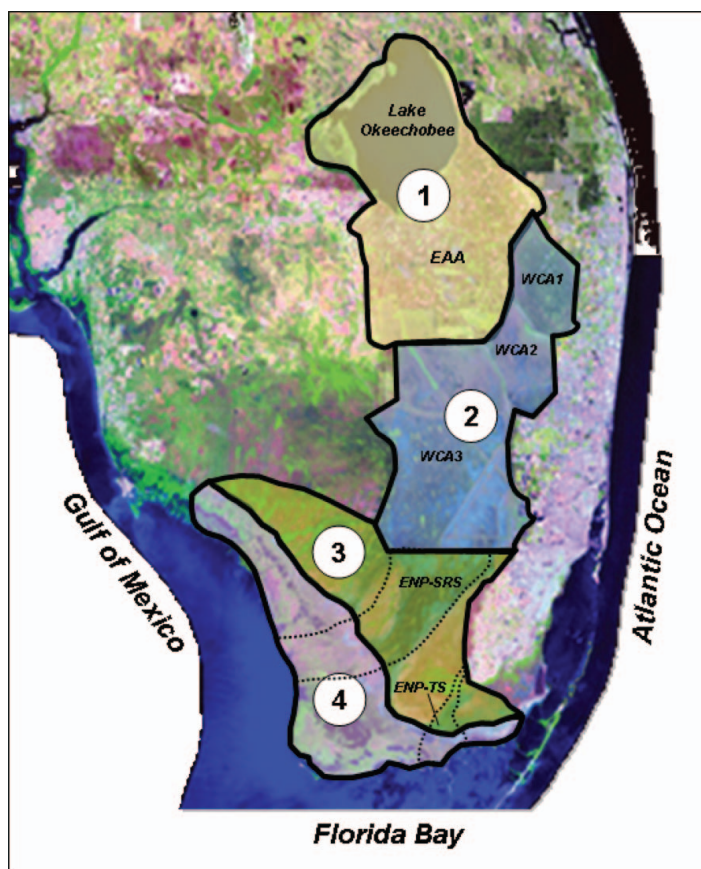 Lake
Okeechobee
1
EAA
WCA1
WCA2
2
WCA3
3
ENP-SRS
4
ENP-TS
Gulf of Mexico
Atlantic Ocean
Florida Bay